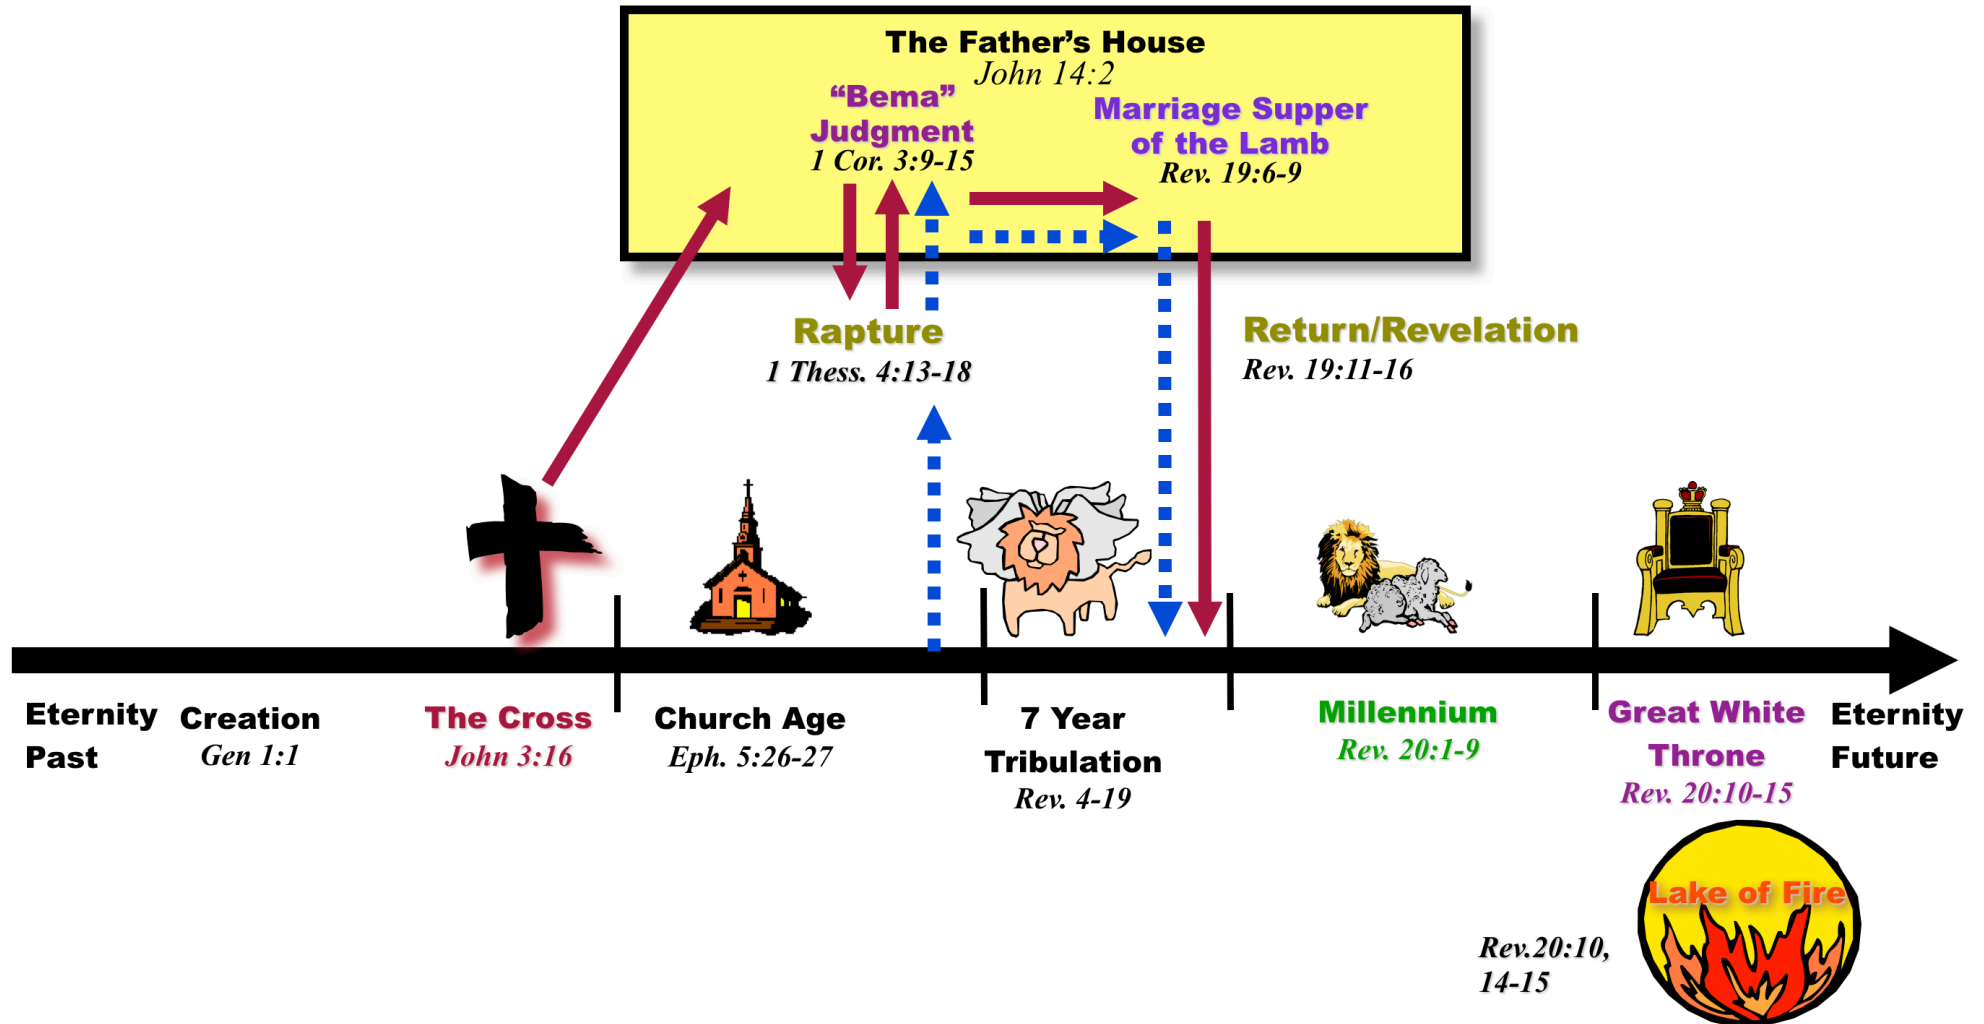 The Father’s House
John 14:2
“Bema”
Judgment
1 Cor. 3:9-15
Marriage Supper
of the Lamb
Rev. 19:6-9
Rapture
1 Thess. 4:13-18
Return/Revelation
Rev. 19:11-16
Eternity
Past
Creation
Gen 1:1
The Cross
John 3:16
Church Age
Eph. 5:26-27
7 Year
Tribulation
Rev. 4-19
Millennium
Rev. 20:1-9
Great White
Throne
Rev. 20:10-15
Eternity
Future
Lake of Fire
Rev.20:10,
14-15